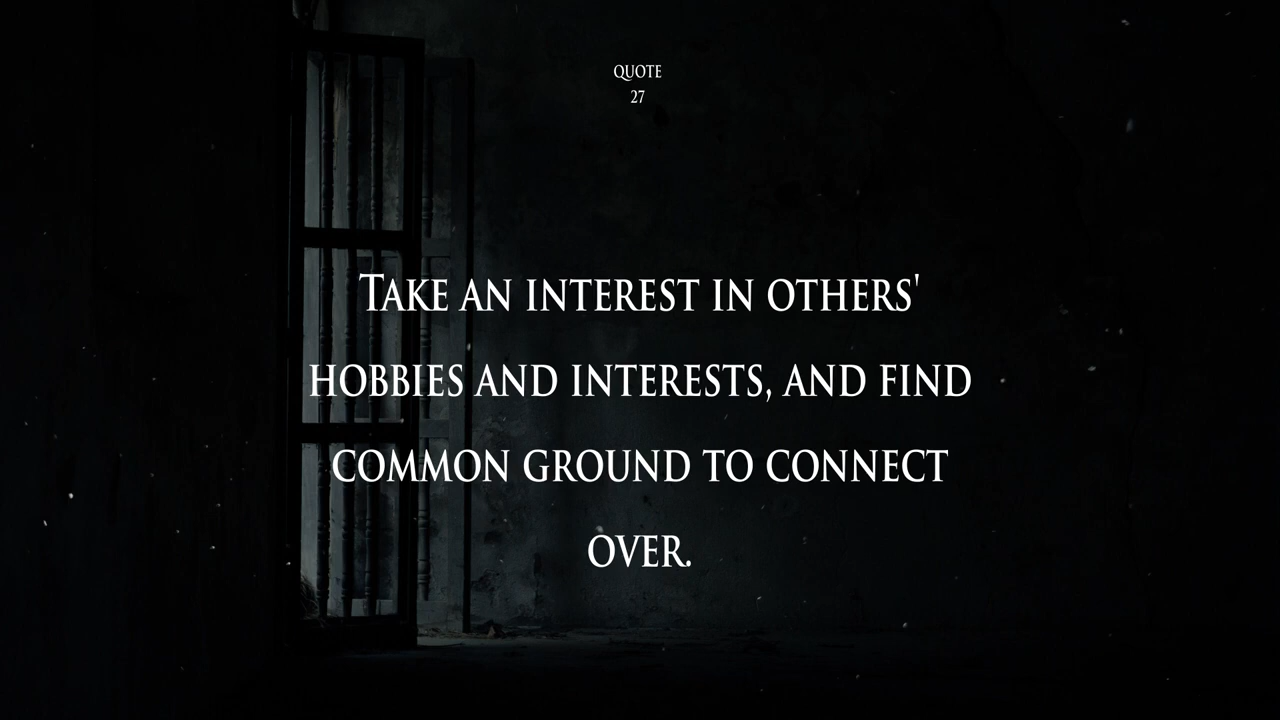 QUOTE
27
Take an interest in others'
hobbies and interests, and find
common ground to connect
over.